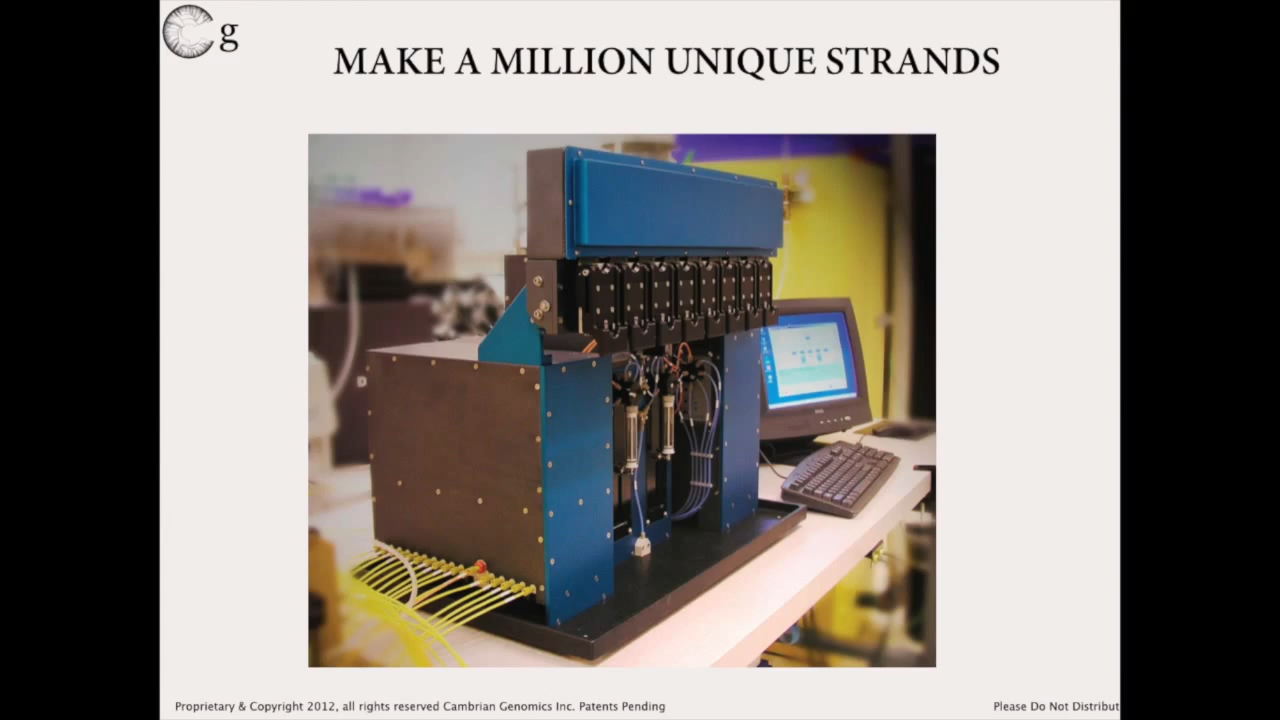 Cg
MAKE A MILLION UNIQUE STRANDS
Proprietary & Copyright 2012, all rights reserved Cambrian Genomics Inc. Patents Pending
Please Do Not Distribut